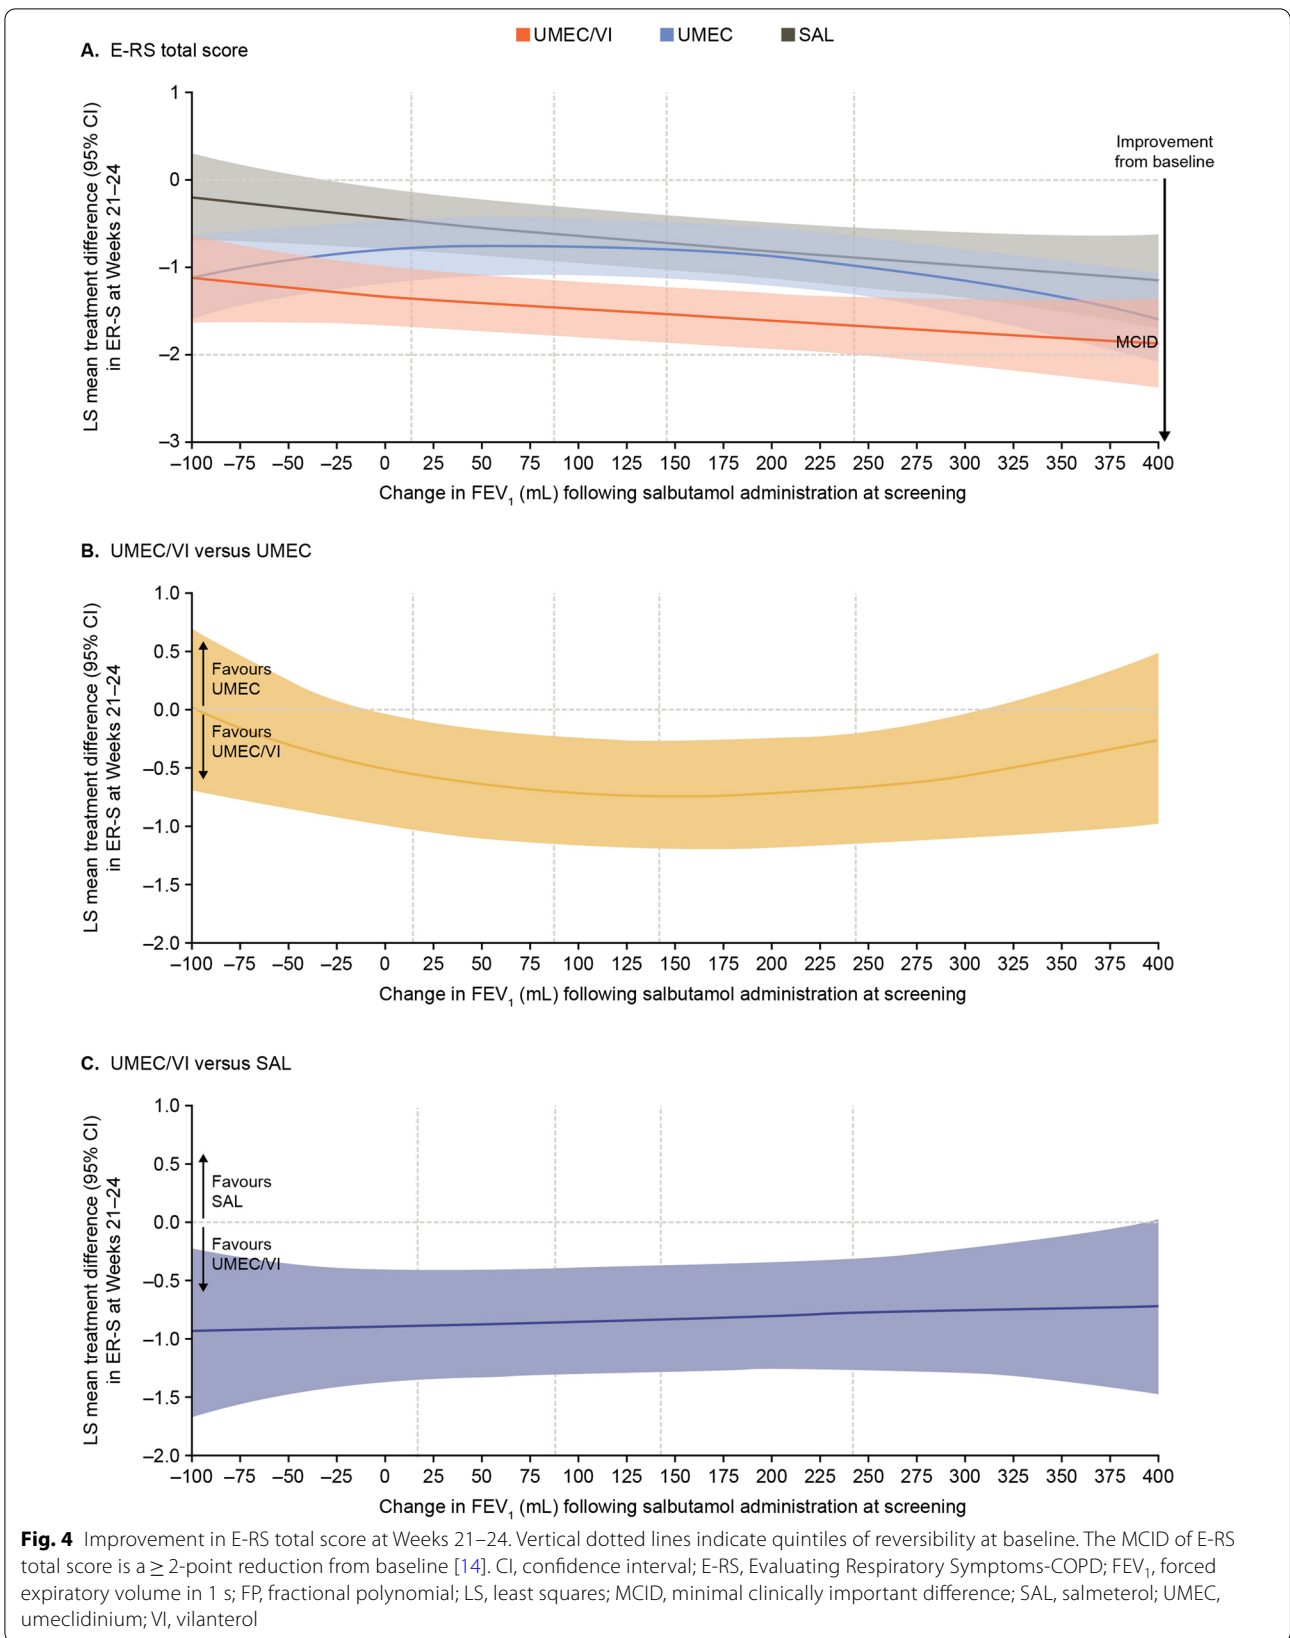 UMEC/VI UMEC SAL
A. E-RS total score
LS mean treatment difference (95% CI)
in ER-S at Weeks 21–24
1
0
–1
–2
–3
Improvement
from baseline
MCID
–100 –75 –50 –25 0 25 50 75 100 125 150 175 200 225 250 275 300 325 350 375 400
Change in FEV1 (mL) following salbutamol administration at screening
B. UMEC/VI versus UMEC
LS mean treatment difference (95% CI)
in ER-S at Weeks 21–24
1.0
0.5
0.0
–0.5
–1.0
–1.5
–2.0
Favours
UMEC
Favours
UMEC/VI
–100 –75 –50 –25 0 25 50 75 100 125 150 175 200 225 250 275 300 325 350 375 400
Change in FEV1 (mL) following salbutamol administration at screening
C. UMEC/VI versus SAL
LS mean treatment difference (95% CI)
in ER-S at Weeks 21–24
1.0
0.5
0.0
–0.5
–1.0
–1.5
–2.0
Favours
SAL
Favours
UMEC/VI
–100 –75 –50 –25 0 25 50 75 100 125 150 175 200 225 250 275 300 325 350 375 400
Change in FEV1 (mL) following salbutamol administration at screening
Fig. 4 Improvement in E-RS total score at Weeks 21–24. Vertical dotted lines indicate quintiles of reversibility at baseline. The MCID of E-RS
total score is a ≥ 2-point reduction from baseline [14]. CI, confidence interval; E-RS, Evaluating Respiratory Symptoms-COPD; FEV1, forced
expiratory volume in 1 s; FP, fractional polynomial; LS, least squares; MCID, minimal clinically important difference; SAL, salmeterol; UMEC,
umeclidinium; VI, vilanterol